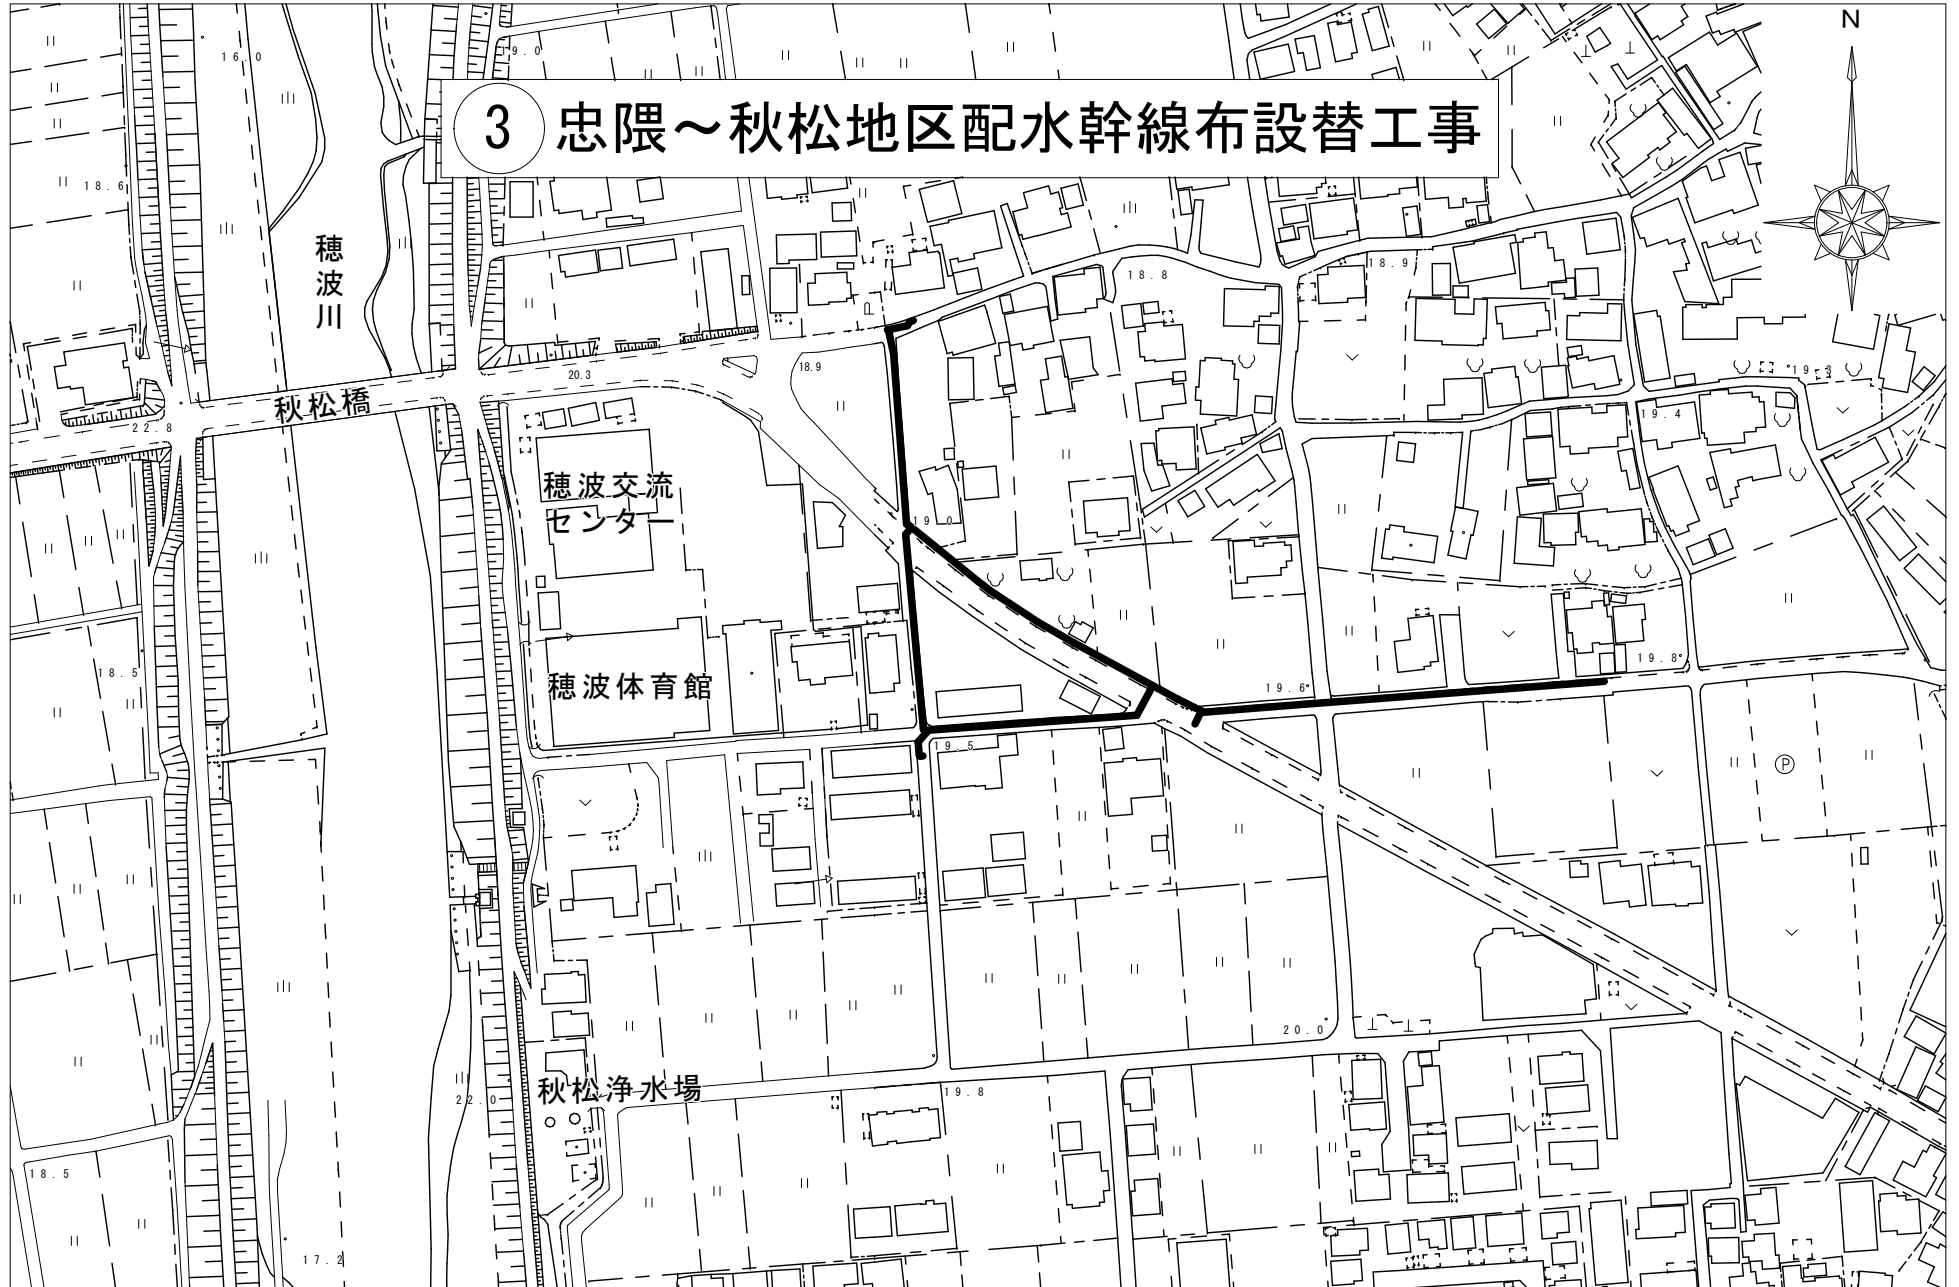 N
19.0
16.0
③ 忠隈～秋松地区配水幹線布設替工事
18.6
穂波川
18.8
18.9
20.3
18.9
19.3
秋松橋
22.8
19.4
穂波交流
センター
19.0
18.5
穂波体育館
19.8
19.6
19.5
P
20.0
秋松浄水場
22.0
19.8
18.5
17.2